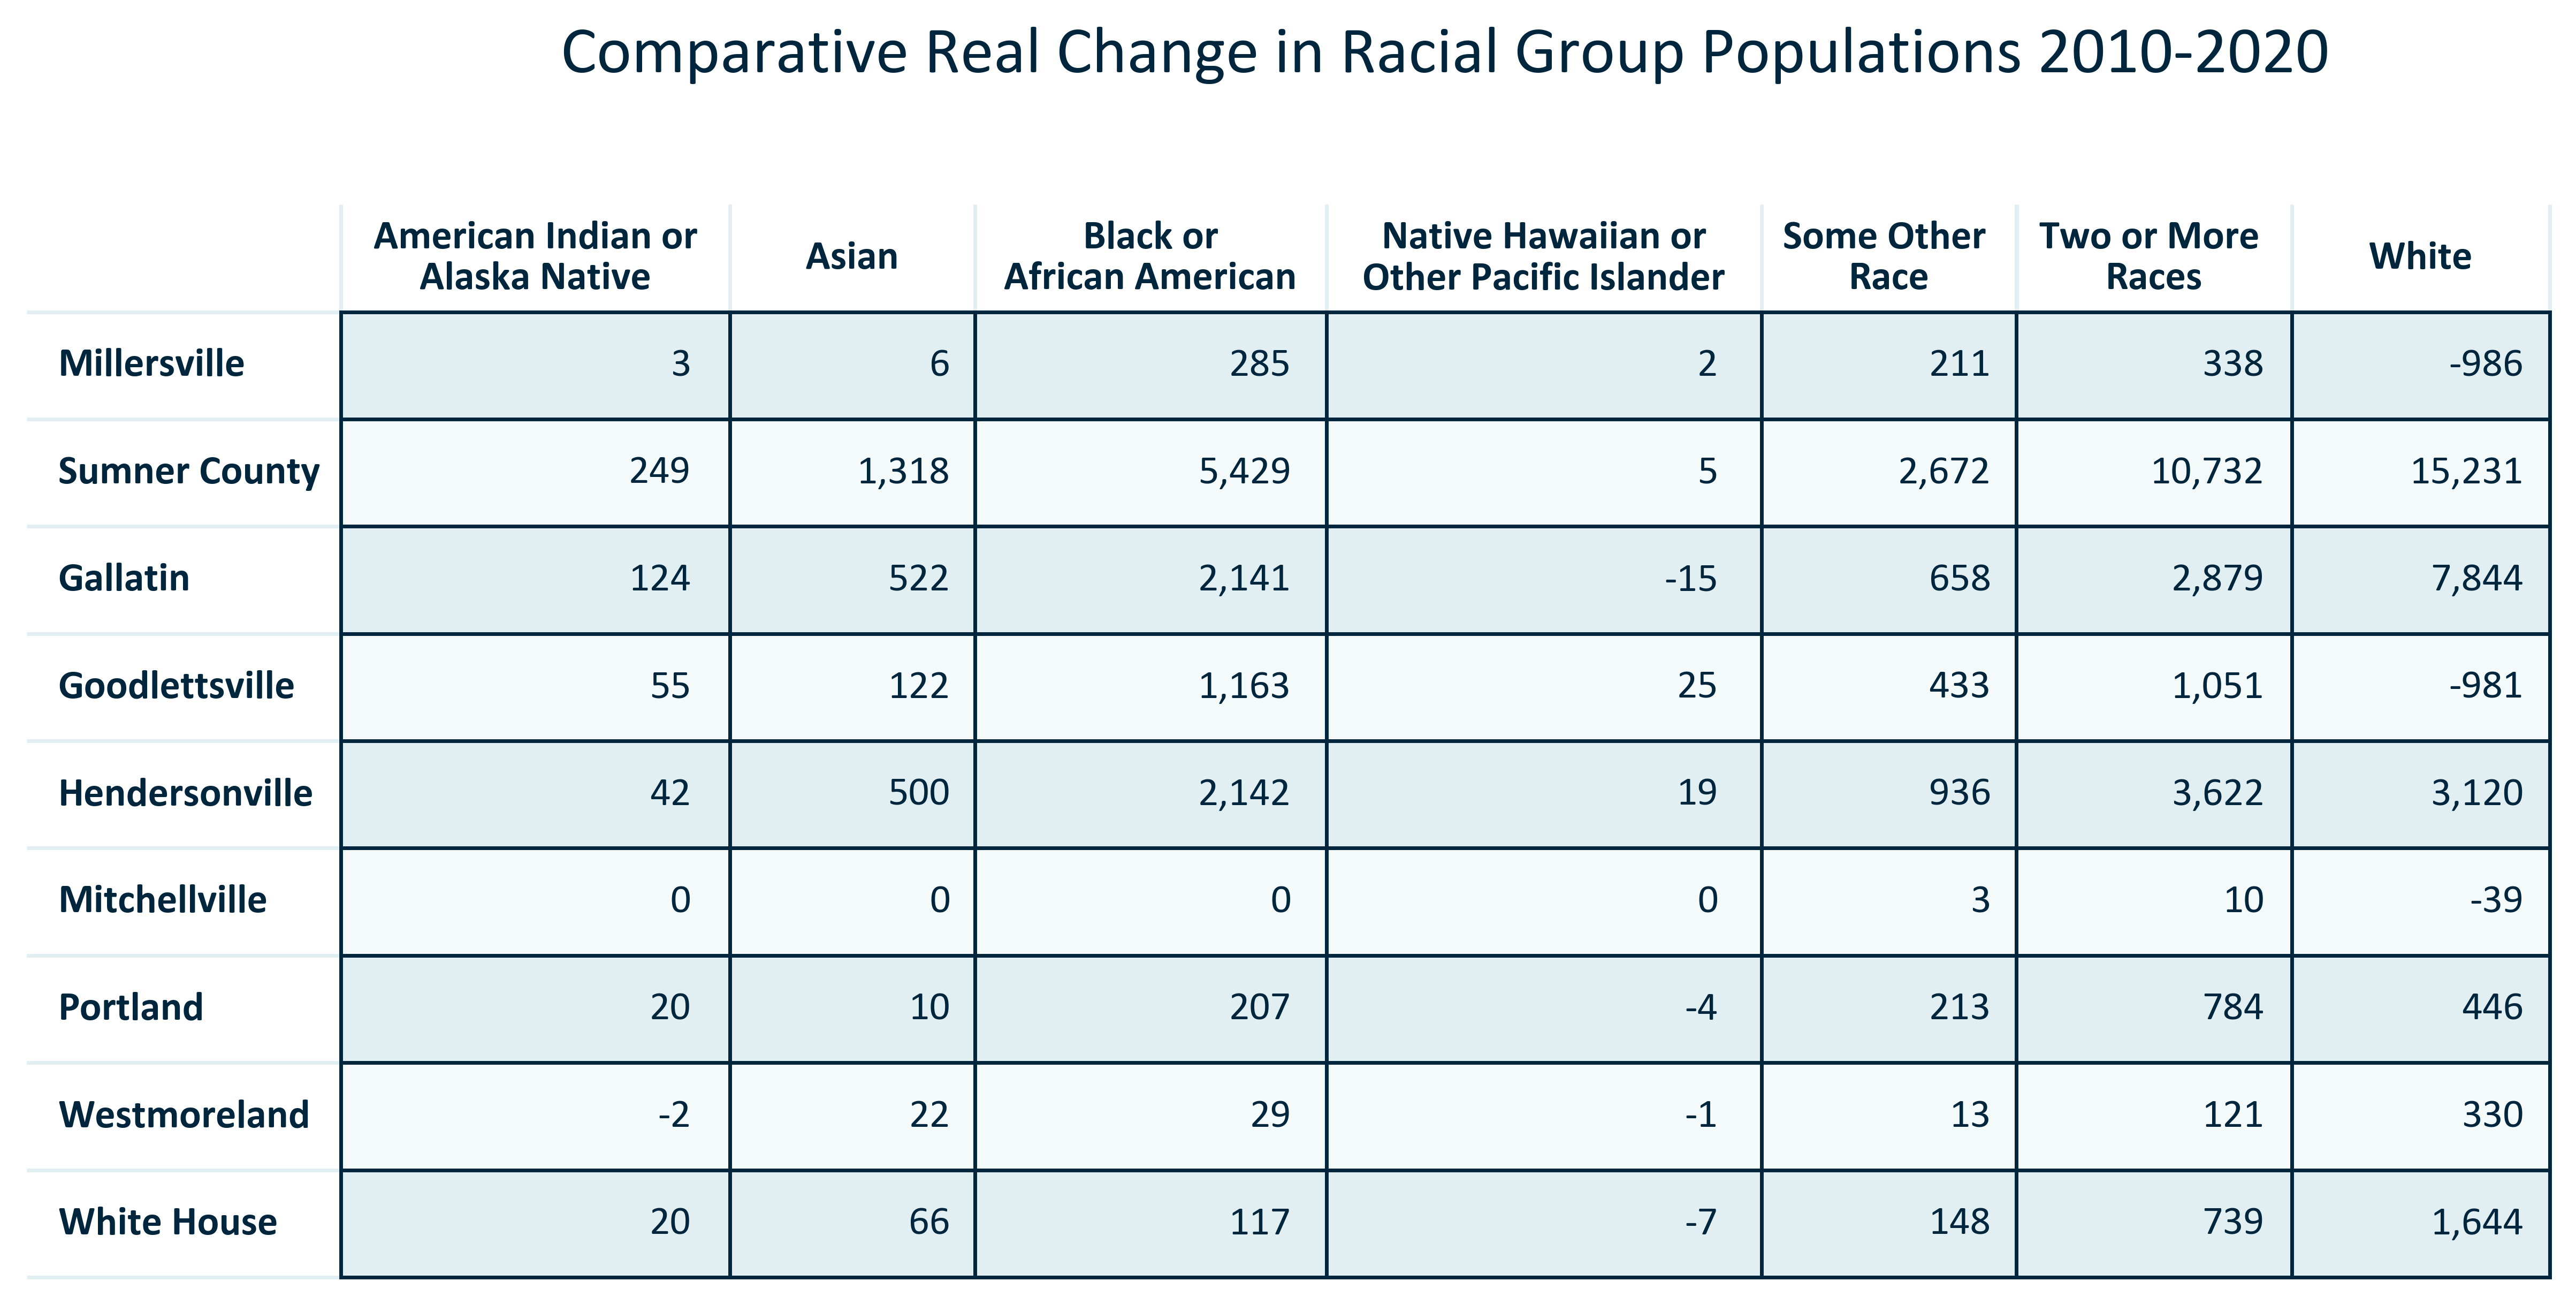 Comparative Real Change in Racial Group Populations 2010-2020
American Indian or Alaska Native Asian Black or African American Native Hawaiian or Other Pacific Islander Some Other Race Two or More Races White
Millersville 3 6 285 2 211 338 -986
Sumner County 249 1,318 5,429 5 2,672 10,732 15,231
Gallatin 124 522 2,141 -15 658 2,879 7,844
Goodlettsville 55 122 1,163 25 433 1,051 -981
Hendersonville 42 500 2,142 19 936 3,622 3,120
Mitchellville 0 0 0 0 3 10 -39
Portland 20 10 207 -4 213 784 446
Westmoreland -2 22 29 -1 13 121 330
White House 20 66 117 -7 148 739 1,644